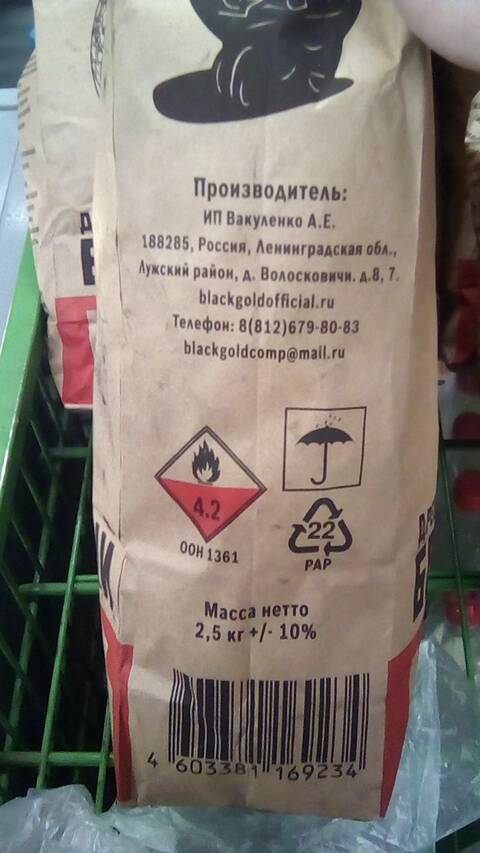 Производитель:
ИП Вакуленко А.Е.
188285, Россия, Ленинградская обл.,
Лужский район, д. Волосковичи. д.8, 7.
blackgoldofficial.ru
Телефон: 8(812)679-80-83
blackgoldcomp@mail.ru
4.2
ООН 1361
22
PAP
Масса нетто
2,5 кг +/- 10%
4 603381 169234